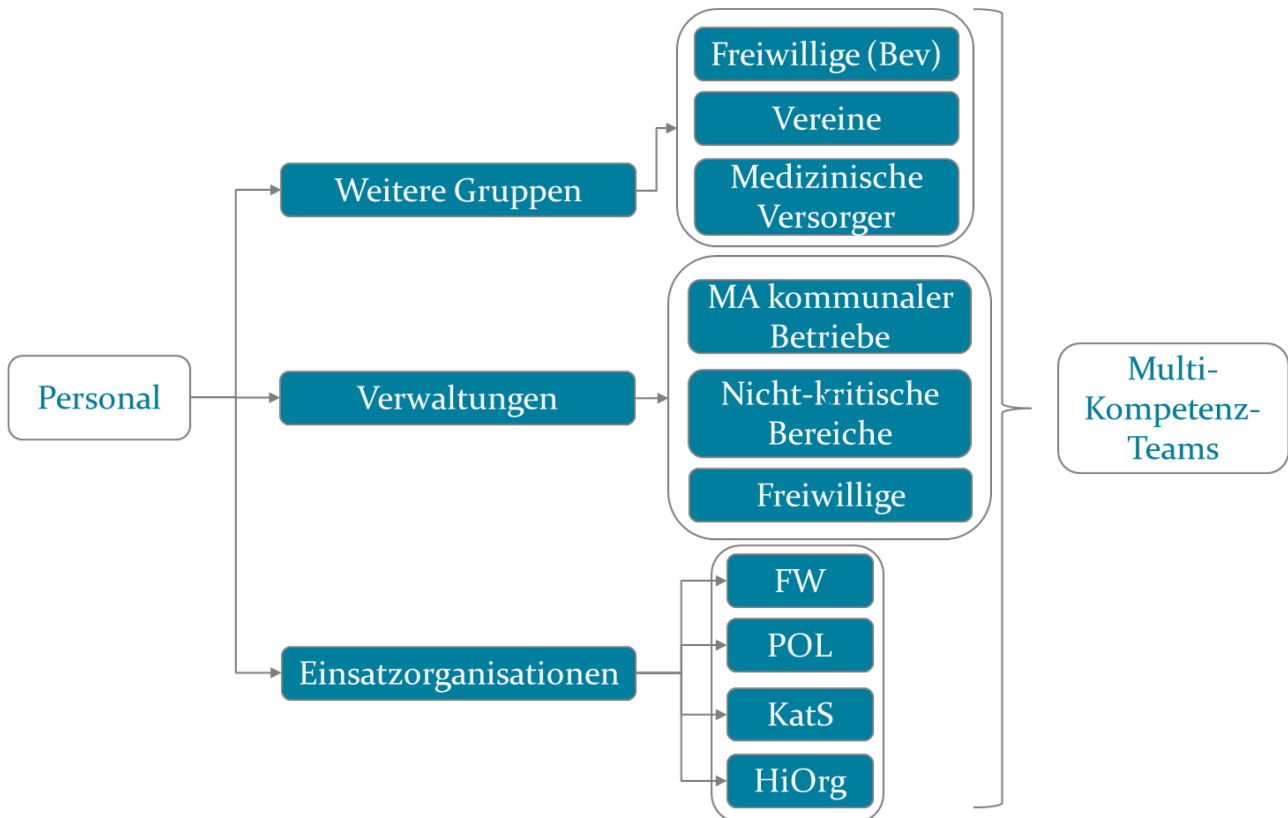 Personal
Weitere Gruppen
Freiwillige (Bev)
Vereine
Medizinische
Versorger
Verwaltungen
MA kommunaler
Betriebe
Nicht-kritische
Bereiche
Freiwillige
Einsatzorganisationen
FW
POL
KatS
HiOrg
Multi-
Kompetenz-
Teams